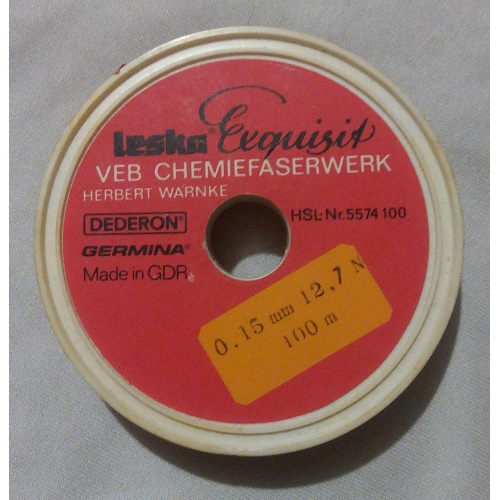 Leska® Exquisit
VEB CHEMIEFASERWERK
HERBERT WARNKE
DEDERON®
HSL-Nr.5574 100
GERMINA®
Made in GDR
0.15 mm 12,7 N
100 m